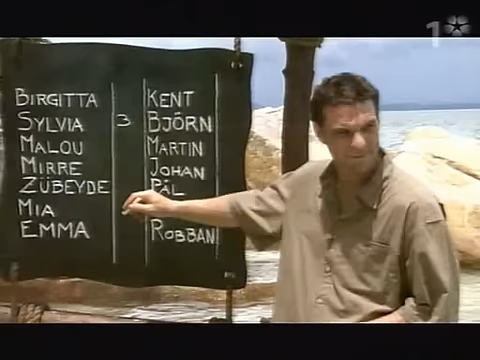 1
BIRGITTA KENT
SYLVIA 3 BJÖRN
MALOU MARTIN
MIRRE JOHAN
ZÜBEYDE PÅL
MIA
EMMA ROBBAN